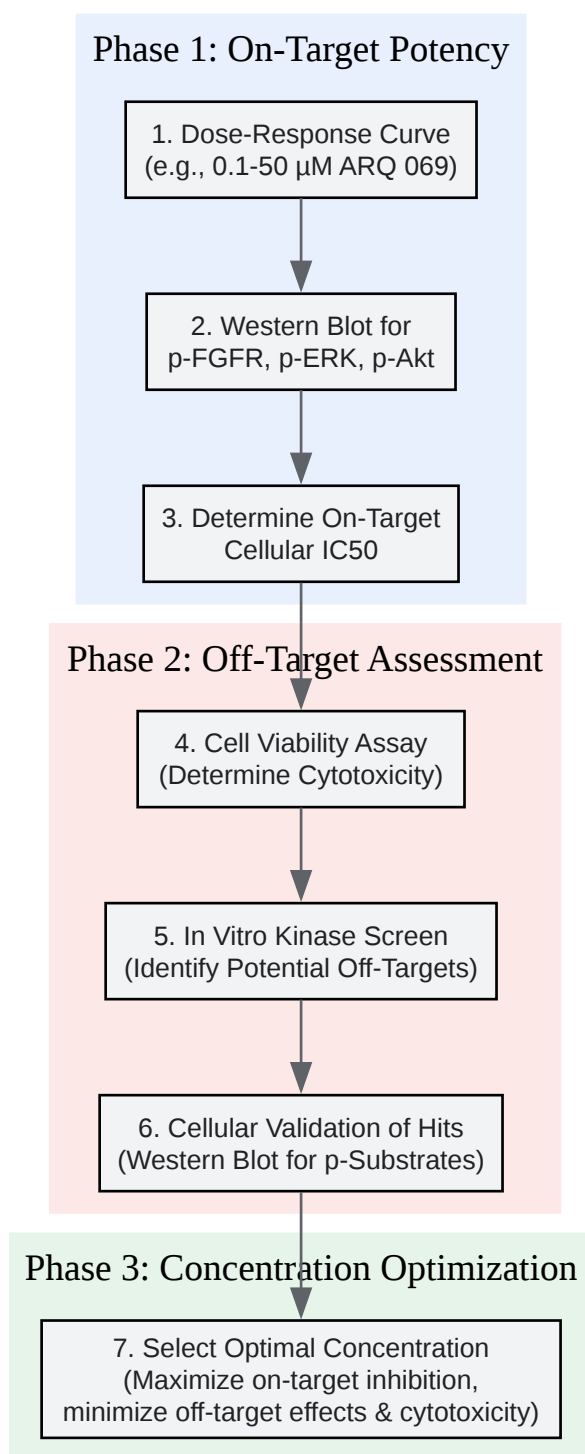 Phase 1: On-Target Potency
1. Dose-Response Curve
(e.g., 0.1-50 µM ARQ 069)
2. Western Blot for
p-FGFR, p-ERK, p-Akt
3. Determine On-Target
Cellular IC50
Phase 2: Off-Target Assessment
4. Cell Viability Assay
(Determine Cytotoxicity)
5. In Vitro Kinase Screen
(Identify Potential Off-Targets)
6. Cellular Validation of Hits
(Western Blot for p-Substrates)
Phase 3: Concentration Optimization
7. Select Optimal Concentration
(Maximize on-target inhibition,
minimize off-target effects & cytotoxicity)